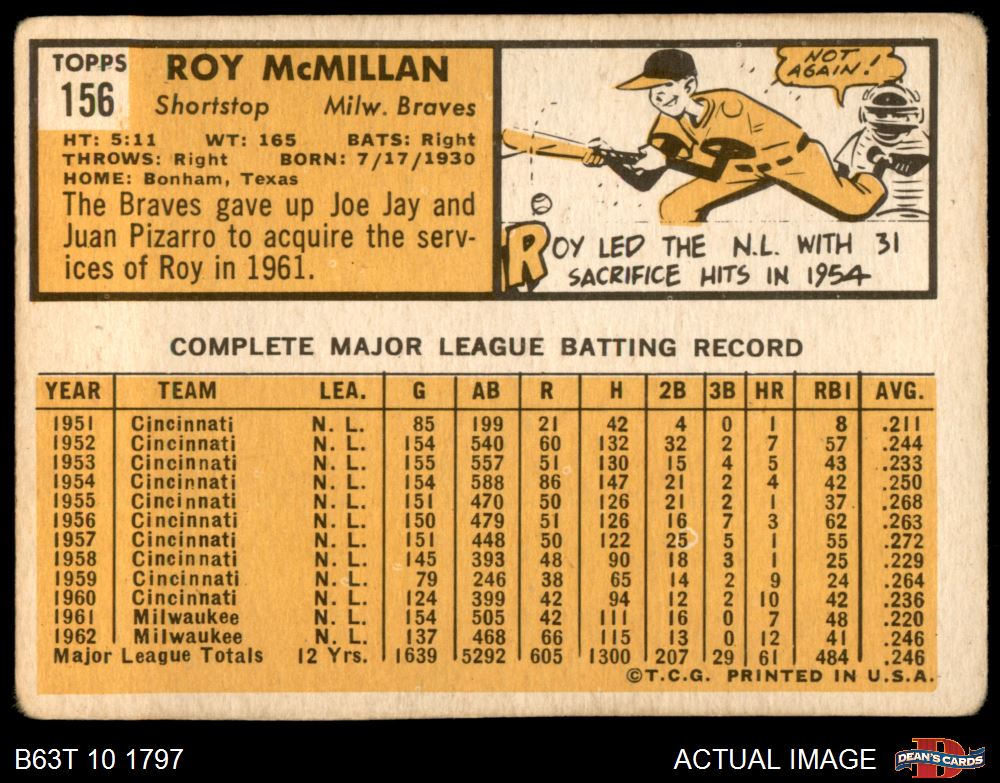 TOPPS
156
ROY McMILLAN
Shortstop Milw. Braves
HT: 5:11 WT: 165 BATS: Right
THROWS: Right BORN: 7/17/1930
HOME: Bonham, Texas
The Braves gave up Joe Jay and
Juan Pizarro to acquire the serv-
ices of Roy in 1961.
NOT
AGAIN!
ROY LED THE N.L. WITH 31
SACRIFICE HITS IN 1954
COMPLETE MAJOR LEAGUE BATTING RECORD
YEAR TEAM LEA. G AB R H 2B 3B HR RBI AVG.
1951 Cincinnati N. L. 85 199 21 42 4 0 1 8 .211
1952 Cincinnati N. L. 154 540 60 132 32 2 7 57 .244
1953 Cincinnati N. L. 155 557 51 130 15 4 5 43 .233
1954 Cincinnati N. L. 154 588 86 147 21 2 4 42 .250
1955 Cincinnati N. L. 151 470 50 126 21 2 1 37 .268
1956 Cincinnati N. L. 150 479 51 126 16 7 3 62 .263
1957 Cincinnati N. L. 151 448 50 122 25 5 1 55 .272
1958 Cincinnati N. L. 145 393 48 90 18 3 1 25 .229
1959 Cincinnati N. L. 79 246 38 65 14 2 9 24 .264
1960 Cincinnati N. L. 124 399 42 94 12 2 10 42 .236
1961 Milwaukee N. L. 154 505 42 111 16 0 7 48 .220
1962 Milwaukee N. L. 137 468 66 115 13 0 12 41 .246
Major League Totals 12 Yrs. 1639 5292 605 1300 207 29 61 484 .246
©T.C.G. PRINTED IN U.S.A.
B63T 10 1797
ACTUAL IMAGE
DEAN'S CARDS